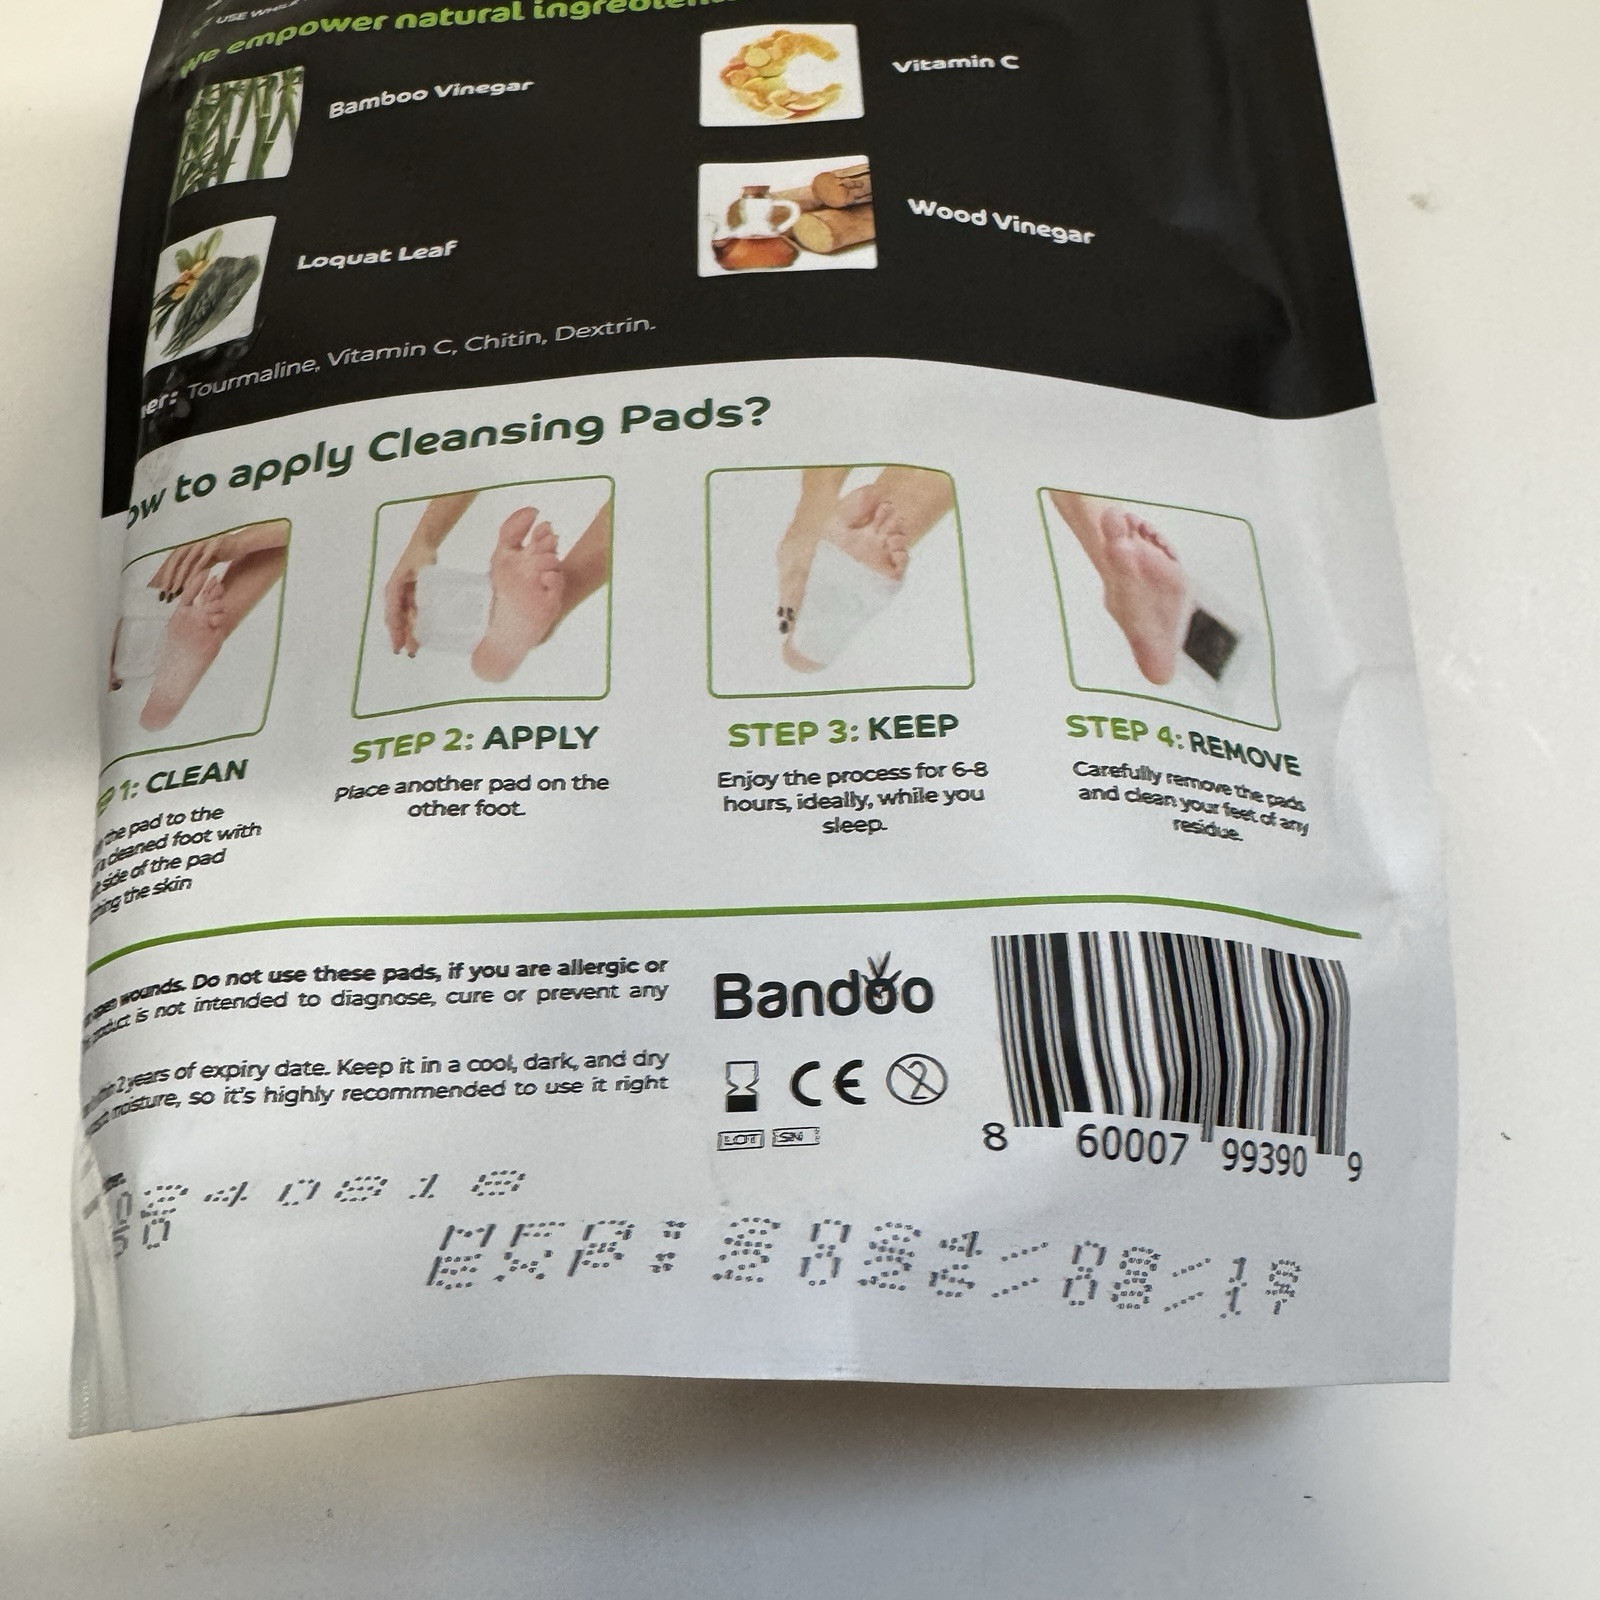 USE
We empower natural
Bamboo Vinegar
Vitamin C
Loquat Leaf
Wood Vinegar
er: Tourmaline, Vitamin C, Chitin, Dextrin.
ow to apply Cleansing Pads?
P 1: CLEAN
the pad to the
cleaned foot with
side of the pad
the skin
STEP 2: APPLY
Place another pad on the
other foot.
STEP 3: KEEP
Enjoy the process for 6-8
hours, ideally, while you
sleep.
STEP 4: REMOVE
Carefully remove the pads
and clean your feet of any
residue.
wounds. Do not use these pads, if you are allergic or
product is not intended to diagnose, cure or prevent any
2 years of expiry date. Keep it in a cool, dark, and dry
moisture, so it's highly recommended to use it right
Bandoo
CE
2
LOT SN
8 60007 99390 9